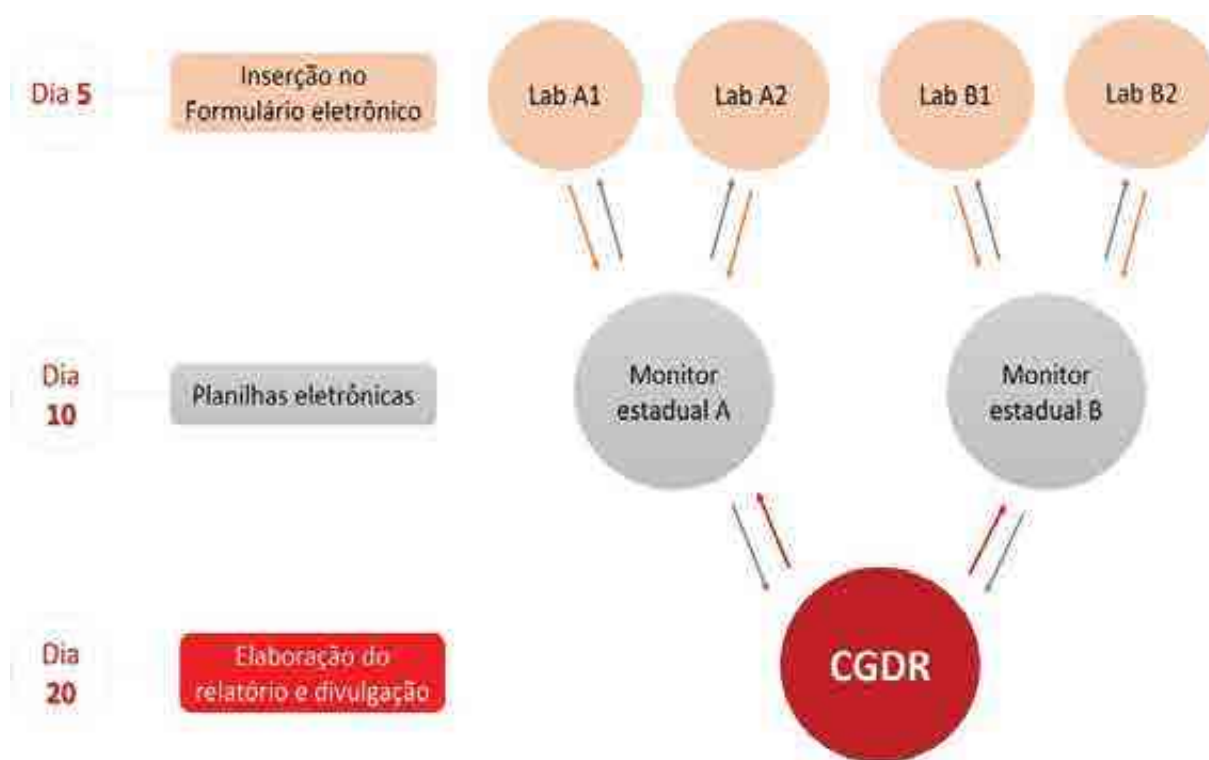 Dia 5
Inserção no
Formulário eletrônico
Lab A1
Lab A2
Lab B1
Lab B2
Dia
10
Planilhas eletrônicas
Monitor
estadual A
Monitor
estadual B
Dia
20
Elaboração do
relatório e divulgação
CGDR